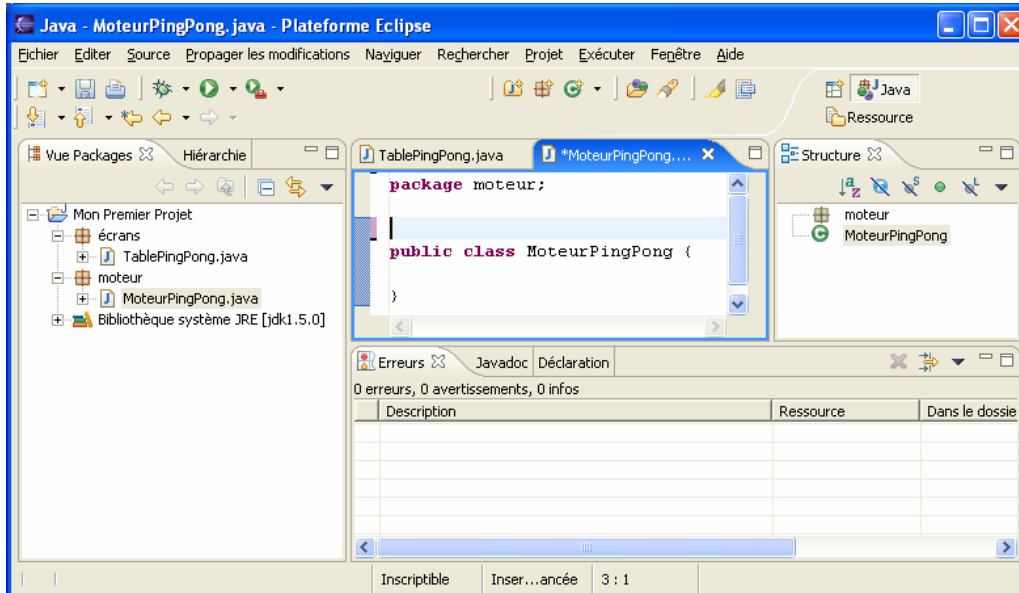 Java - MoteurPingPong.java - Plateforme Eclipse
Fichier Editer Source Propager les modifications Naviguer Rechercher Projet Exécuter Fenêtre Aide
Java
Ressource
Vue Packages Hiérarchie
TablePingPong.java *MoteurPingPong....
Structure
package moteur;
public class MoteurPingPong {
}
Mon Premier Projet
écrans
TablePingPong.java
moteur
MoteurPingPong.java
Bibliothèque système JRE [jdk1.5.0]
moteur
MoteurPingPong
Erreurs Javadoc Déclaration
0 erreurs, 0 avertissements, 0 infos
Description Ressource Dans le dossie
Inscriptible Inser...ancée 3 : 1